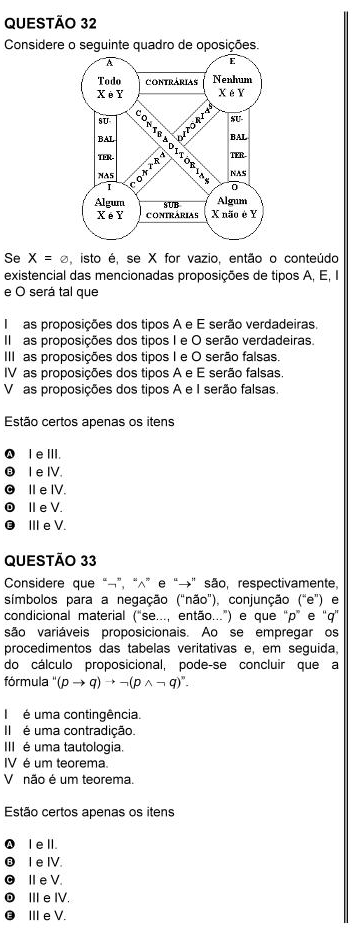 QUESTÃO 32
Considere o seguinte quadro de oposições.
A
E
Todo
X é Y
CONTRÁRIAS
Nenhum
X é Y
SU-
BAL
TER-
NAS
CONTRADITÓRIAS
CONTRADITÓRIAS
SU-
BAL
TER-
NAS
I
O
Algum
X é Y
SUB-
CONTRÁRIAS
Algum
X não é Y
Se X = ∅, isto é, se X for vazio, então o conteúdo
existencial das mencionadas proposições de tipos A, E, I
e O será tal que
I as proposições dos tipos A e E serão verdadeiras.
II as proposições dos tipos I e O serão verdadeiras.
III as proposições dos tipos I e O serão falsas.
IV as proposições dos tipos A e E serão falsas.
V as proposições dos tipos A e I serão falsas.
Estão certos apenas os itens
A I e III.
B I e IV.
C II e IV.
D II e V.
E III e V.
QUESTÃO 33
Considere que “¬”, “∧” e “→” são, respectivamente,
símbolos para a negação (“não”), conjunção (“e”) e
condicional material (“se..., então...”) e que “p” e “q”
são variáveis proposicionais. Ao se empregar os
procedimentos das tabelas veritativas e, em seguida,
do cálculo proposicional, pode-se concluir que a
fórmula “(p → q) → ¬(p ∧ ¬ q)”.
I é uma contingência.
II é uma contradição.
III é uma tautologia.
IV é um teorema.
V não é um teorema.
Estão certos apenas os itens
A I e II.
B I e IV.
C II e V.
D III e IV.
E III e V.